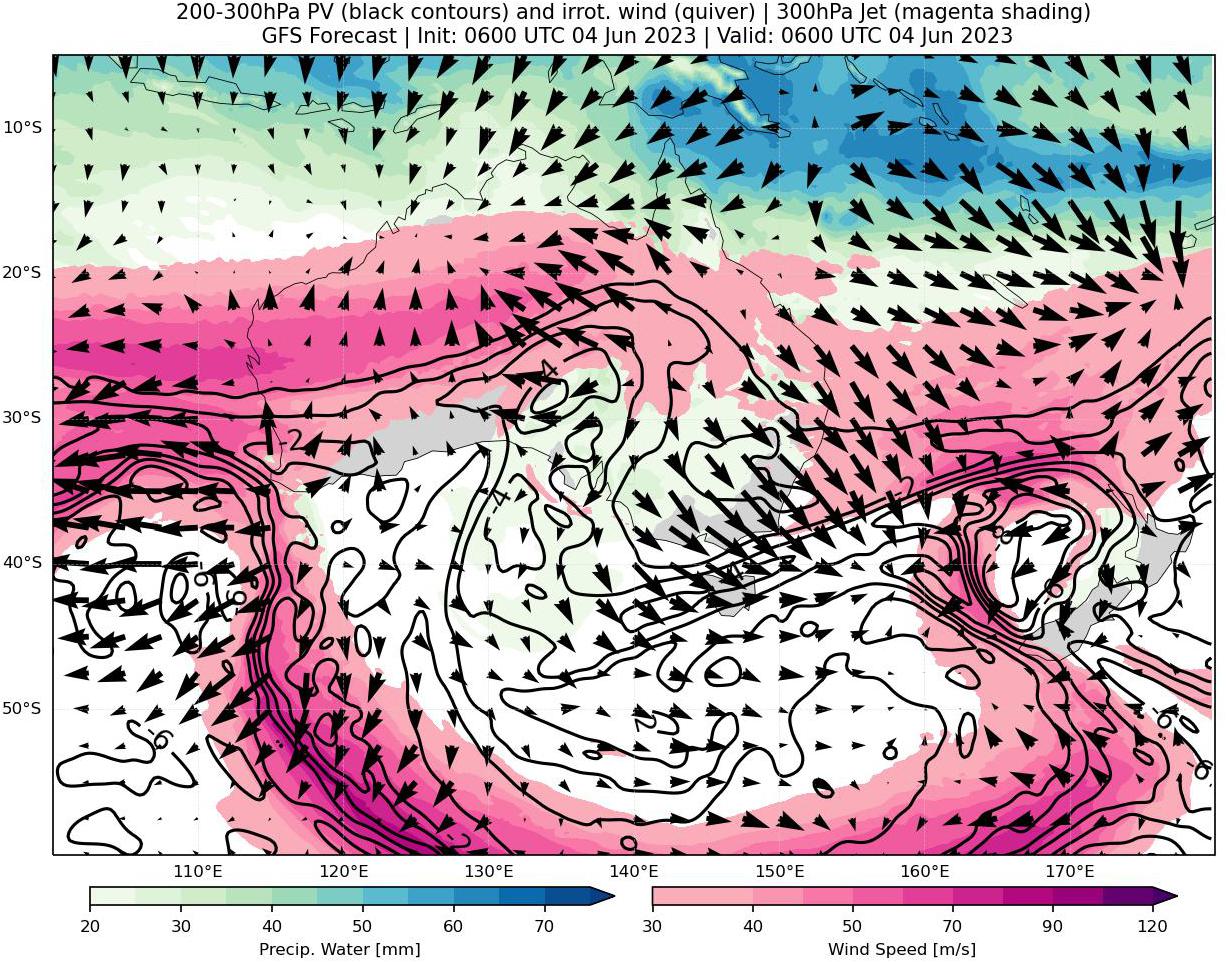 200-300hPa PV (black contours) and irrot. wind (quiver) | 300hPa Jet (magenta shading)
GFS Forecast | Init: 0600 UTC 04 Jun 2023 | Valid: 0600 UTC 04 Jun 2023
10°S
20°S
30°S
40°S
50°S
-4
-2
-4
-6
-6
-6
-6
-6
110°E
120°E
130°E
140°E
150°E
160°E
170°E
20
30
40
50
60
70
Precip. Water [mm]
30
40
50
70
90
120
Wind Speed [m/s]